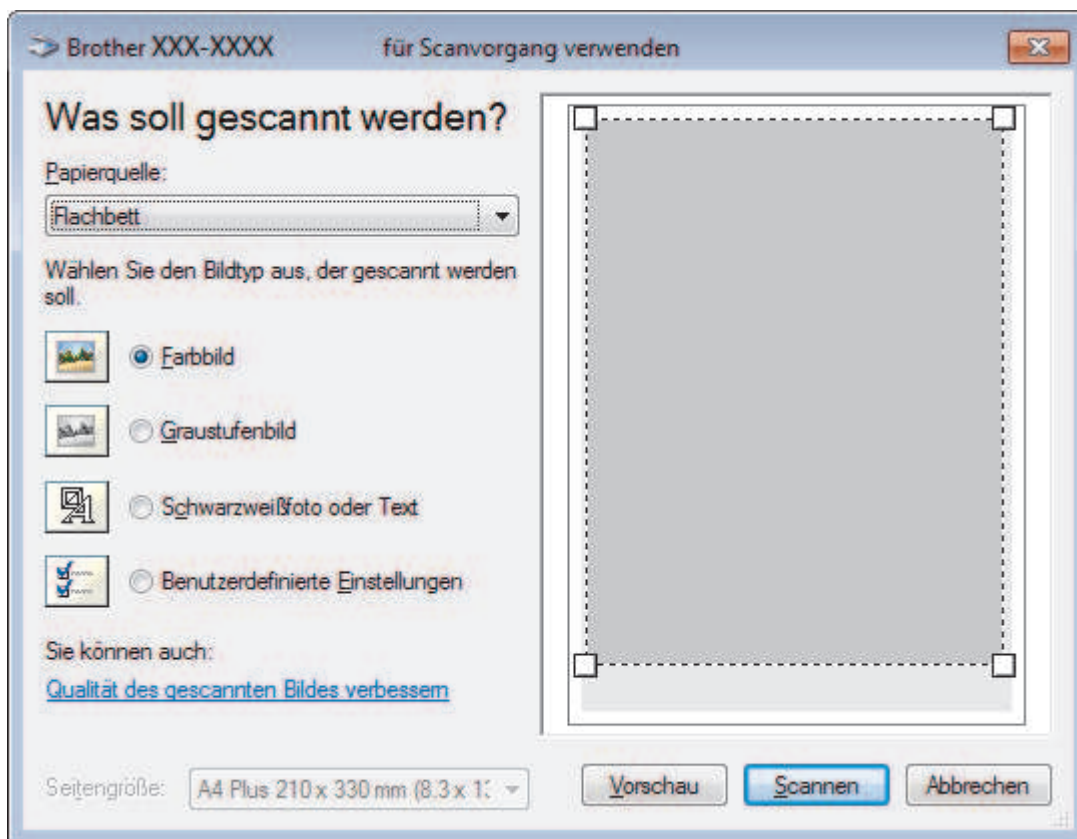 Brother XXX-XXXX für Scanvorgang verwenden
Was soll gescannt werden?
Papierquelle:
Flachbett
Wählen Sie den Bildtyp aus, der gescannt werden
soll.
Farbbild
Graustufenbild
Schwarzweißfoto oder Text
Benutzerdefinierte Einstellungen
Sie können auch:
Qualität des gescannten Bildes verbessern
Seitengröße: A4 Plus 210 x 330 mm (8.3 x
Vorschau Scannen Abbrechen